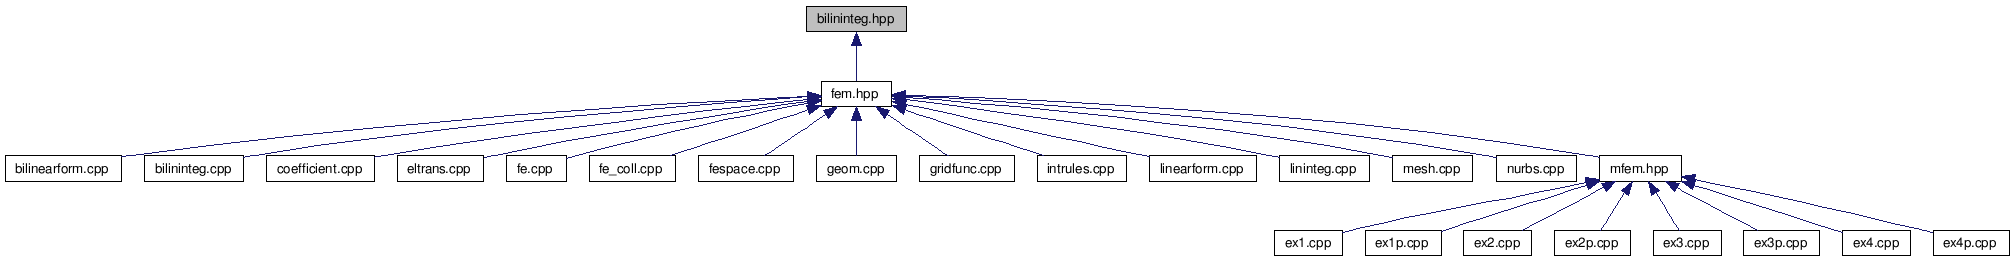 bilininteg.hpp
fem.hpp
bilinearform.cpp
bilininteg.cpp
coefficient.cpp
eltrans.cpp
fe.cpp
fe_coll.cpp
fespace.cpp
geom.cpp
gridfunc.cpp
intrules.cpp
linearform.cpp
lininteg.cpp
mesh.cpp
nurbs.cpp
mfem.hpp
ex1.cpp
ex1p.cpp
ex2.cpp
ex2p.cpp
ex3.cpp
ex3p.cpp
ex4.cpp
ex4p.cpp